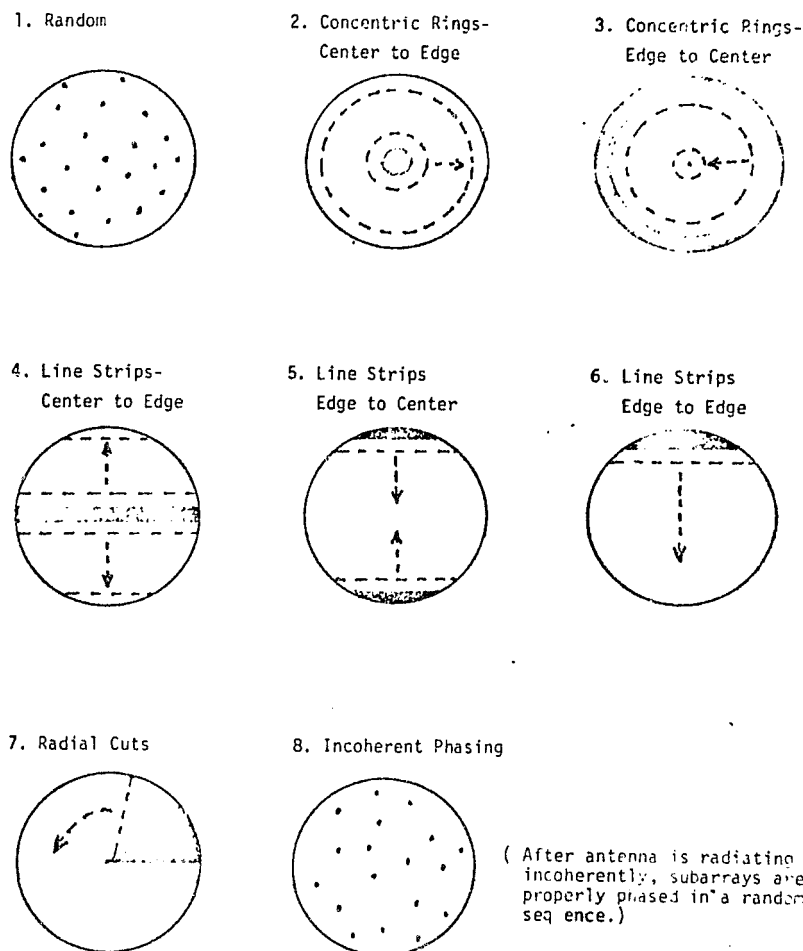 1. Random
2. Concentric Rings-
Center to Edge
3. Concentric Rings-
Edge to Center
4. Line Strips-
Center to Edge
5. Line Strips
Edge to Center
6. Line Strips
Edge to Edge
7. Radial Cuts
8. Incoherent Phasing
( After antenna is radiating
incoherently, subarrays are
properly phased in a random
seq ence.)